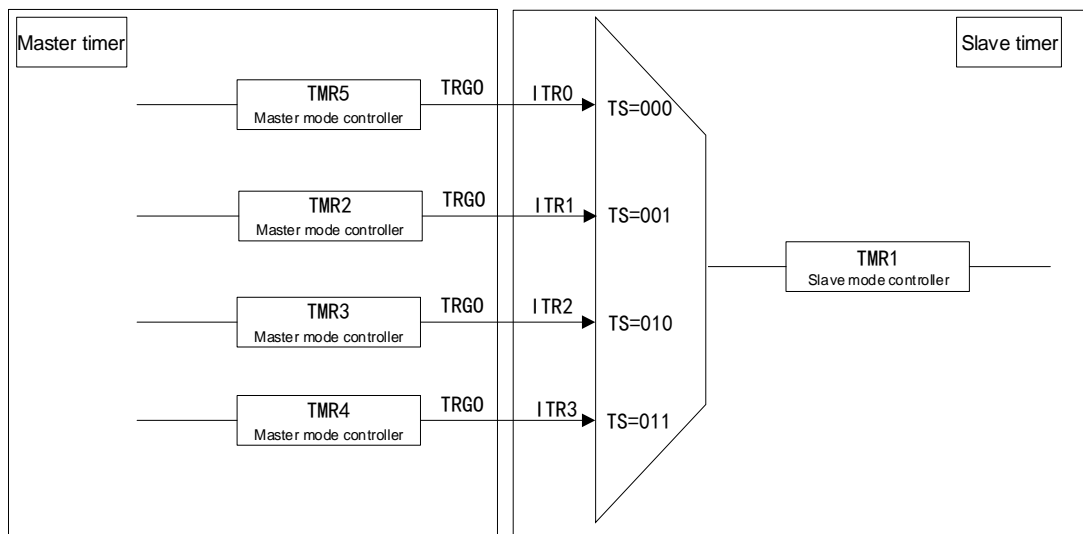 Master timer
Slave timer
TMR5
Master mode controller
TRGO
ITR0
TS=000
TMR2
Master mode controller
TRGO
ITR1
TS=001
TMR1
Slave mode controller
TMR3
Master mode controller
TRGO
ITR2
TS=010
TMR4
Master mode controller
TRGO
ITR3
TS=011